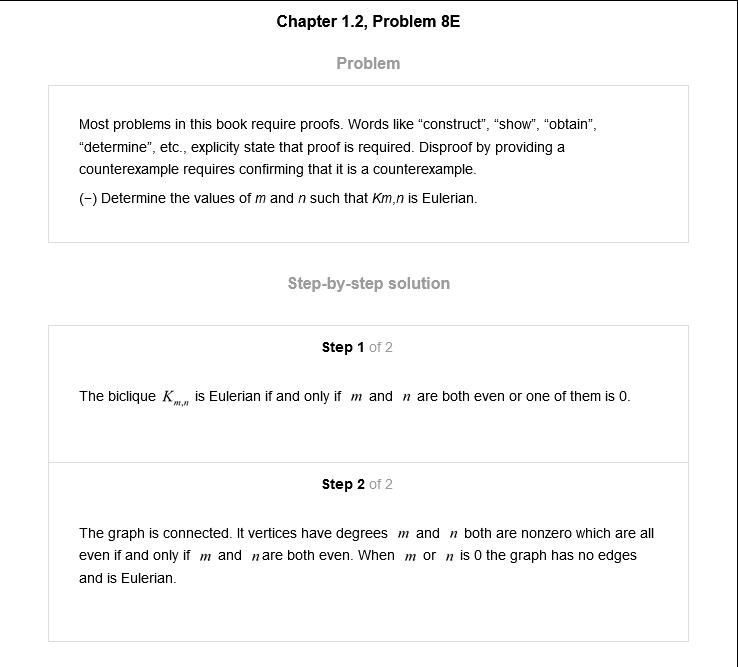 Chapter 1.2, Problem 8E
Problem
Most problems in this book require proofs. Words like “construct”, “show”, “obtain”,
“determine”, etc., explicity state that proof is required. Disproof by providing a
counterexample requires confirming that it is a counterexample.
(−) Determine the values of m and n such that Km,n is Eulerian.
Step-by-step solution
Step 1 of 2
The biclique Km,n is Eulerian if and only if m and n are both even or one of them is 0.
Step 2 of 2
The graph is connected. It vertices have degrees m and n both are nonzero which are all
even if and only if m and n are both even. When m or n is 0 the graph has no edges
and is Eulerian.